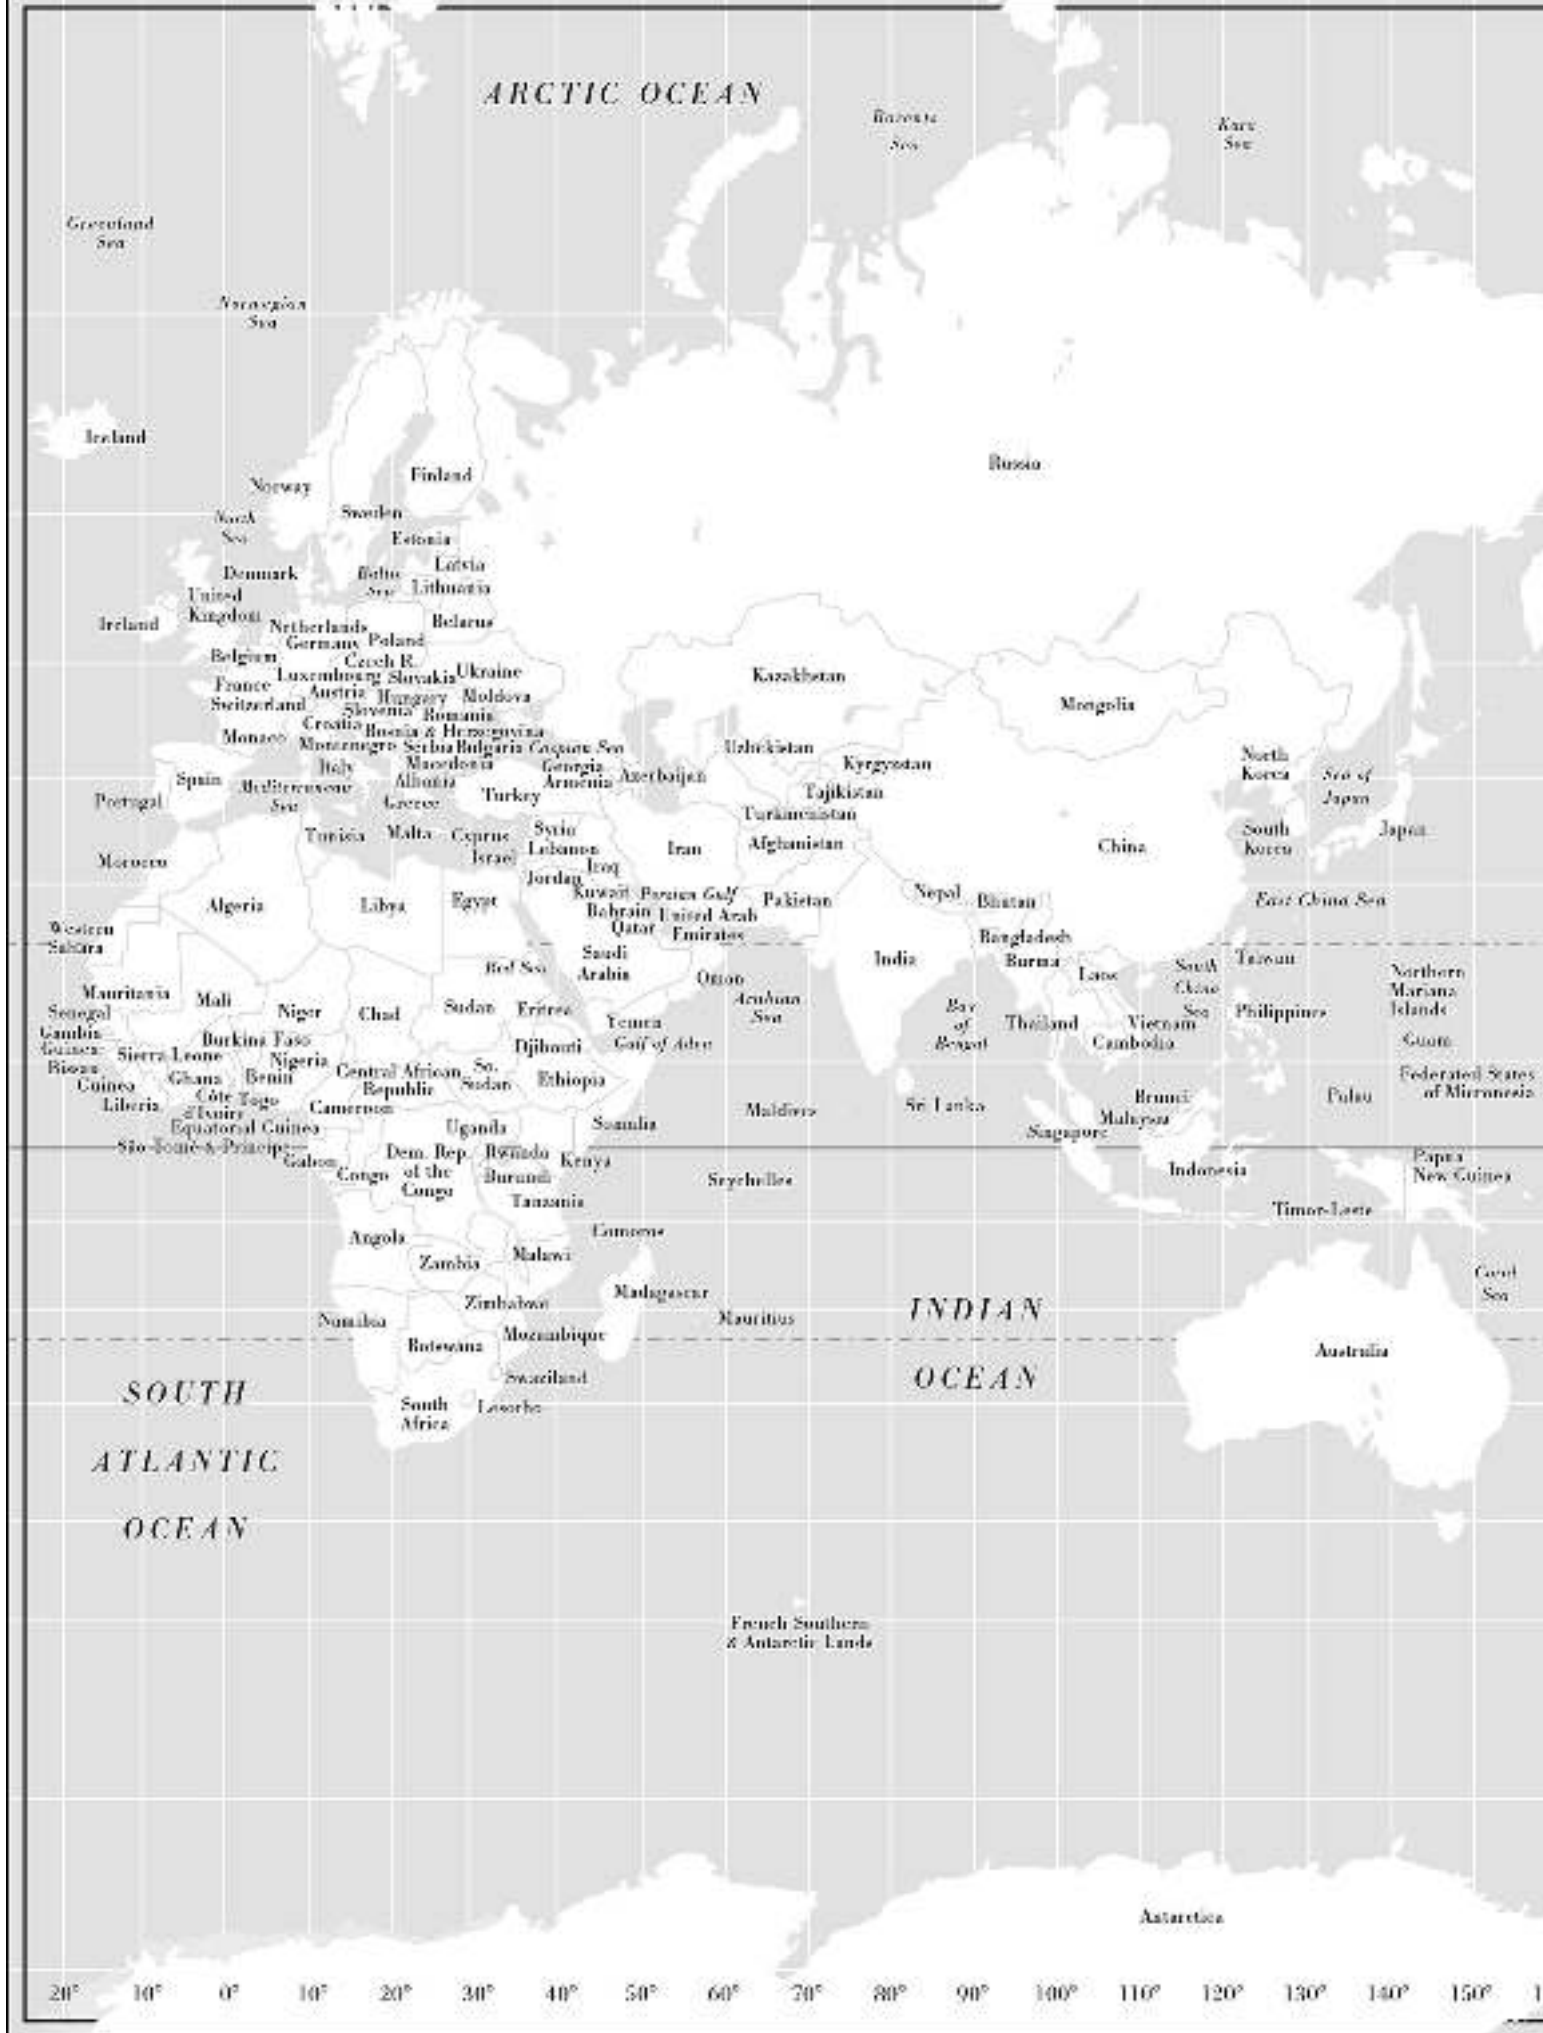 ARCTIC OCEAN
Barents
Sea
Kara
Sea
Greenland
Sea
Norwegian
Sea
Iceland
Finland
Russia
Norway
Sweden
North
Sea
Estonia
Latvia
Denmark
Baltic
Sea
Lithuania
United
Kingdom
Ireland
Netherlands
Belarus
Germany
Poland
Belgium
Czech R.
Luxembourg
Slovakia
Ukraine
Kazakhstan
France
Austria
Hungary
Moldova
Switzerland
Slovenia
Romania
Mongolia
Croatia
Bosnia & Herzegovina
Monaco
Montenegro
Serbia
Bulgaria
Caspian Sea
Uzbekistan
North
Korea
Italy
Macedonia
Georgia
Kyrgyzstan
Spain
Mediterranean
Sea
Albania
Armenia
Azerbaijan
Sea of
Japan
Portugal
Greece
Turkey
Tajikistan
Turkmenistan
Tunisia
Malta
Cyprus
Syria
South
Korea
Japan
Israel
Lebanon
Iran
Afghanistan
China
Morocco
Iraq
Jordan
Kuwait
Persian Gulf
Pakistan
Nepal
Bhutan
East China Sea
Algeria
Libya
Egypt
Bahrain
United Arab
Emirates
Qatar
Western
Sahara
Bangladesh
Saudi
Arabia
India
Burma
Taiwan
Red Sea
Oman
Laos
South
China
Sea
Northern
Mariana
Islands
Mauritania
Mali
Niger
Chad
Sudan
Eritrea
Arabian
Sea
Bay
of
Bengal
Philippines
Senegal
Yemen
Thailand
Vietnam
Gambia
Burkina Faso
Djibouti
Gulf of Aden
Cambodia
Guam
Guinea-
Bissau
Sierra Leone
Nigeria
Central African
Republic
So.
Sudan
Ethiopia
Federated States
of Micronesia
Guinea
Ghana
Benin
Liberia
Côte
d'Ivoire
Togo
Cameroon
Maldives
Sri Lanka
Brunei
Palau
Equatorial Guinea
Uganda
Somalia
Malaysia
Singapore
São Tomé & Príncipe
Gabon
Congo
Dem. Rep.
of the
Congo
Rwanda
Burundi
Kenya
Seychelles
Indonesia
Papua
New Guinea
Tanzania
Timor-Leste
Angola
Comoros
Zambia
Malawi
Coral
Sea
Zimbabwe
Madagascar
Namibia
Mauritius
INDIAN
OCEAN
Botswana
Mozambique
Australia
Swaziland
South
Africa
Lesotho
SOUTH
ATLANTIC
OCEAN
French Southern
& Antarctic Lands
Antarctica
20° 10° 0° 10° 20° 30° 40° 50° 60° 70° 80° 90° 100° 110° 120° 130° 140° 150°